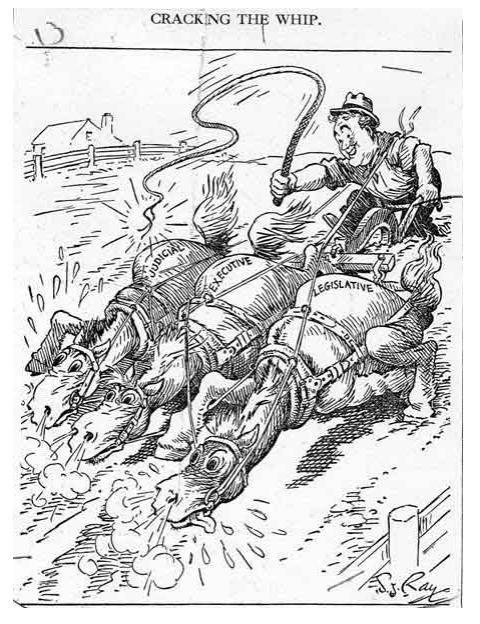 CRACKING THE WHIP.
13
JUDICIAL
EXECUTIVE
LEGISLATIVE
S.J. Ray